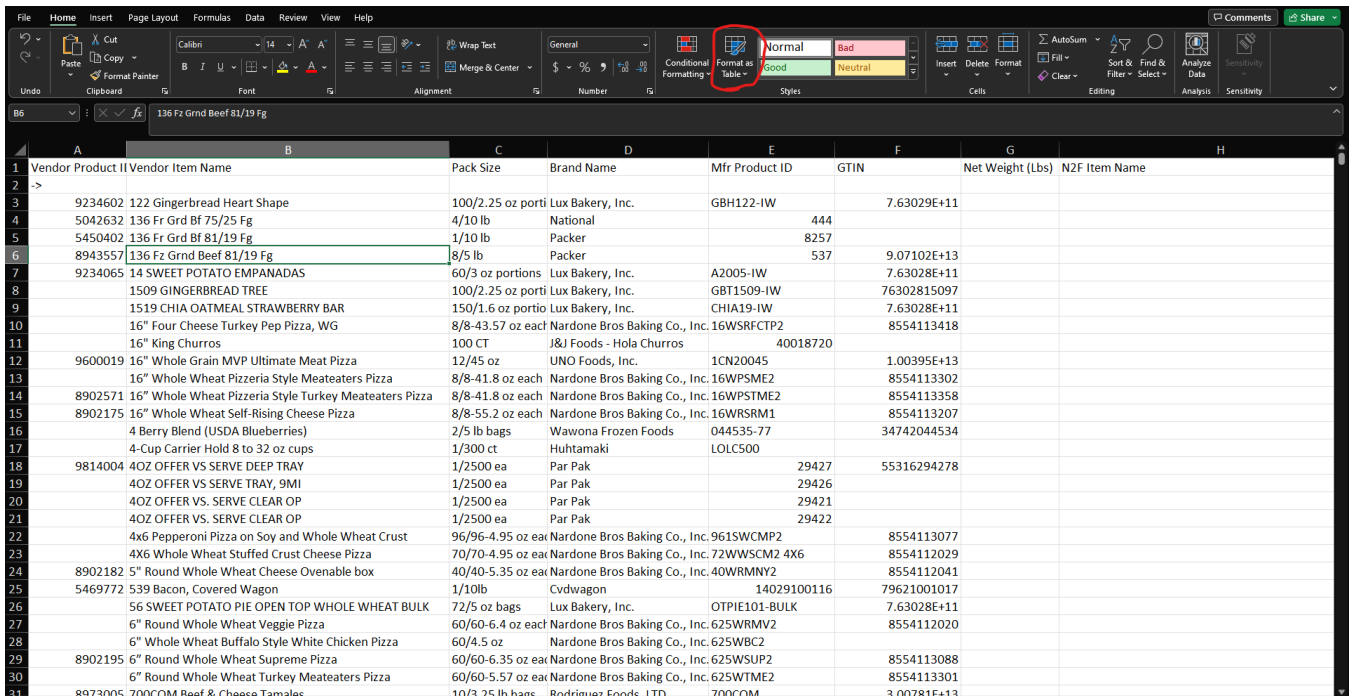 File Home Insert Page Layout Formulas Data Review View Help Comments Share
Cut Calibri 14 Wrap Text General Normal Bad AutoSum
Paste Copy Merge & Center Conditional Formatting Format as Table Good Neutral Insert Delete Format Fill Sort & Filter Find & Select Analyze Data Sensitivity
Format Painter B I U $ % Clear
Undo Clipboard Font Alignment Number Styles Cells Editing Analysis Sensitivity
B6 fx 136 Fz Grnd Beef 81/19 Fg
A B C D E F G H
1 Vendor Product II Vendor Item Name Pack Size Brand Name Mfr Product ID GTIN Net Weight (Lbs) N2F Item Name
2 ->
3 9234602 122 Gingerbread Heart Shape 100/2.25 oz porti Lux Bakery, Inc. GBH122-IW 7.63029E+11
4 5042632 136 Fr Grd Bf 75/25 Fg 4/10 lb National 444
5 5450402 136 Fr Grd Bf 81/19 Fg 1/10 lb Packer 8257
6 8943557 136 Fz Grnd Beef 81/19 Fg 8/5 lb Packer 537 9.07102E+13
7 9234065 14 SWEET POTATO EMPANADAS 60/3 oz portions Lux Bakery, Inc. A2005-IW 7.63028E+11
8 1509 GINGERBREAD TREE 100/2.25 oz porti Lux Bakery, Inc. GBT1509-IW 76302815097
9 1519 CHIA OATMEAL STRAWBERRY BAR 150/1.6 oz portio Lux Bakery, Inc. CHIA19-IW 7.63028E+11
10 16" Four Cheese Turkey Pep Pizza, WG 8/8-43.57 oz each Nardone Bros Baking Co., Inc. 16WSRFCTP2 8554113418
11 16" King Churros 100 CT J&J Foods - Hola Churros 40018720
12 9600019 16" Whole Grain MVP Ultimate Meat Pizza 12/45 oz UNO Foods, Inc. 1CN20045 1.00395E+13
13 16” Whole Wheat Pizzeria Style Meateaters Pizza 8/8-41.8 oz each Nardone Bros Baking Co., Inc. 16WPSME2 8554113302
14 8902571 16” Whole Wheat Pizzeria Style Turkey Meateaters Pizza 8/8-41.8 oz each Nardone Bros Baking Co., Inc. 16WPSTME2 8554113358
15 8902175 16” Whole Wheat Self-Rising Cheese Pizza 8/8-55.2 oz each Nardone Bros Baking Co., Inc. 16WRSRM1 8554113207
16 4 Berry Blend (USDA Blueberries) 2/5 lb bags Wawona Frozen Foods 044535-77 34742044534
17 4-Cup Carrier Hold 8 to 32 oz cups 1/300 ct Huhtamaki LOLC500
18 9814004 4OZ OFFER VS SERVE DEEP TRAY 1/2500 ea Par Pak 29427 55316294278
19 4OZ OFFER VS SERVE TRAY, 9MI 1/2500 ea Par Pak 29426
20 4OZ OFFER VS. SERVE CLEAR OP 1/2500 ea Par Pak 29421
21 4OZ OFFER VS. SERVE CLEAR OP 1/2500 ea Par Pak 29422
22 4x6 Pepperoni Pizza on Soy and Whole Wheat Crust 96/96-4.95 oz eac Nardone Bros Baking Co., Inc. 961SWCMP2 8554113077
23 4X6 Whole Wheat Stuffed Crust Cheese Pizza 70/70-4.95 oz eac Nardone Bros Baking Co., Inc. 72WWSCM2 4X6 8554112029
24 8902182 5" Round Whole Wheat Cheese Ovenable box 40/40-5.35 oz eac Nardone Bros Baking Co., Inc. 40WRMNY2 8554112041
25 5469772 539 Bacon, Covered Wagon 1/10lb Cvdwagon 14029100116 79621001017
26 56 SWEET POTATO PIE OPEN TOP WHOLE WHEAT BULK 72/5 oz bags Lux Bakery, Inc. OTPIE101-BULK 7.63028E+11
27 6" Round Whole Wheat Veggie Pizza 60/60-6.4 oz each Nardone Bros Baking Co., Inc. 625WRMV2 8554112020
28 6" Whole Wheat Buffalo Style White Chicken Pizza 60/4.5 oz Nardone Bros Baking Co., Inc. 625WBC2
29 8902195 6” Round Whole Wheat Supreme Pizza 60/60-6.35 oz eac Nardone Bros Baking Co., Inc. 625WSUP2 8554113088
30 6” Round Whole Wheat Turkey Meateaters Pizza 60/60-5.57 oz eac Nardone Bros Baking Co., Inc. 625WTME2 8554113301
31 8973005 700COM Beef & Cheese Tamales 10/3.25 lb bags Rodriguez Foods, LTD 700COM 3.00781E+13